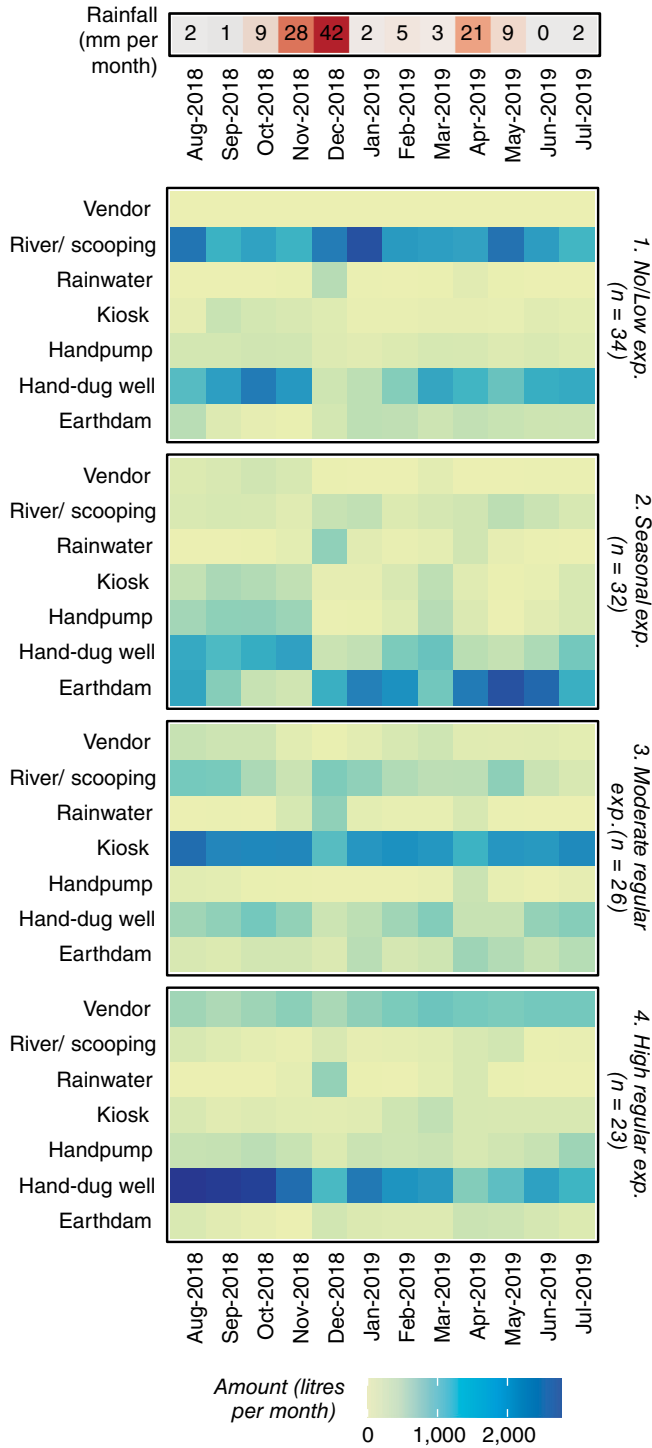 Rainfall
(mm per
month)
2 1 9 28 42 2 5 3 21 9 0 2
Aug-2018 Sep-2018 Oct-2018 Nov-2018 Dec-2018 Jan-2019 Feb-2019 Mar-2019 Apr-2019 May-2019 Jun-2019 Jul-2019
Vendor
River/ scooping
Rainwater
Kiosk
Handpump
Hand-dug well
Earthdam
1. No/Low exp.
(n = 34)
Vendor
River/ scooping
Rainwater
Kiosk
Handpump
Hand-dug well
Earthdam
2. Seasonal exp.
(n = 32)
Vendor
River/ scooping
Rainwater
Kiosk
Handpump
Hand-dug well
Earthdam
3. Moderate regular
exp.(n = 26)
Vendor
River/ scooping
Rainwater
Kiosk
Handpump
Hand-dug well
Earthdam
4. High regular exp.
(n = 23)
Aug-2018 Sep-2018 Oct-2018 Nov-2018 Dec-2018 Jan-2019 Feb-2019 Mar-2019 Apr-2019 May-2019 Jun-2019 Jul-2019
Amount (litres
per month)
0 1,000 2,000